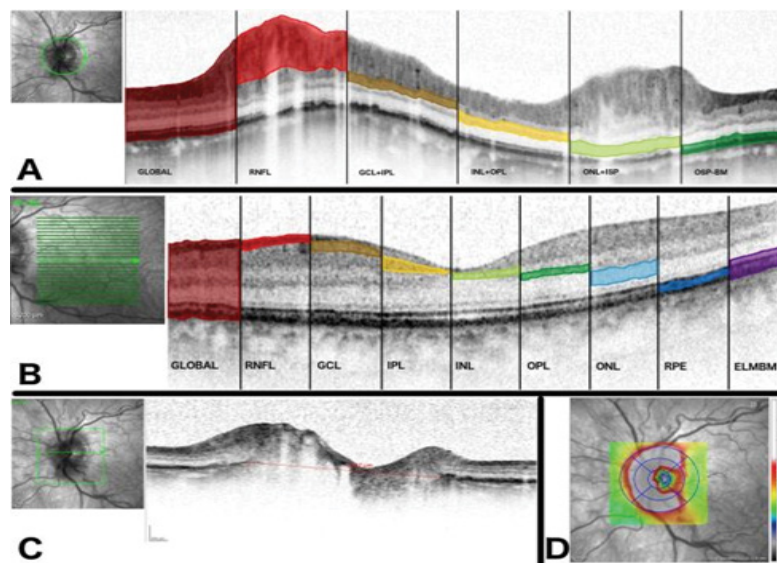 A
GLOBAL RNFL GCL+IPL INL+OPL ONL+ISP OSP-BM
B
GLOBAL RNFL GCL IPL INL OPL ONL RPE ELMBM
C
D